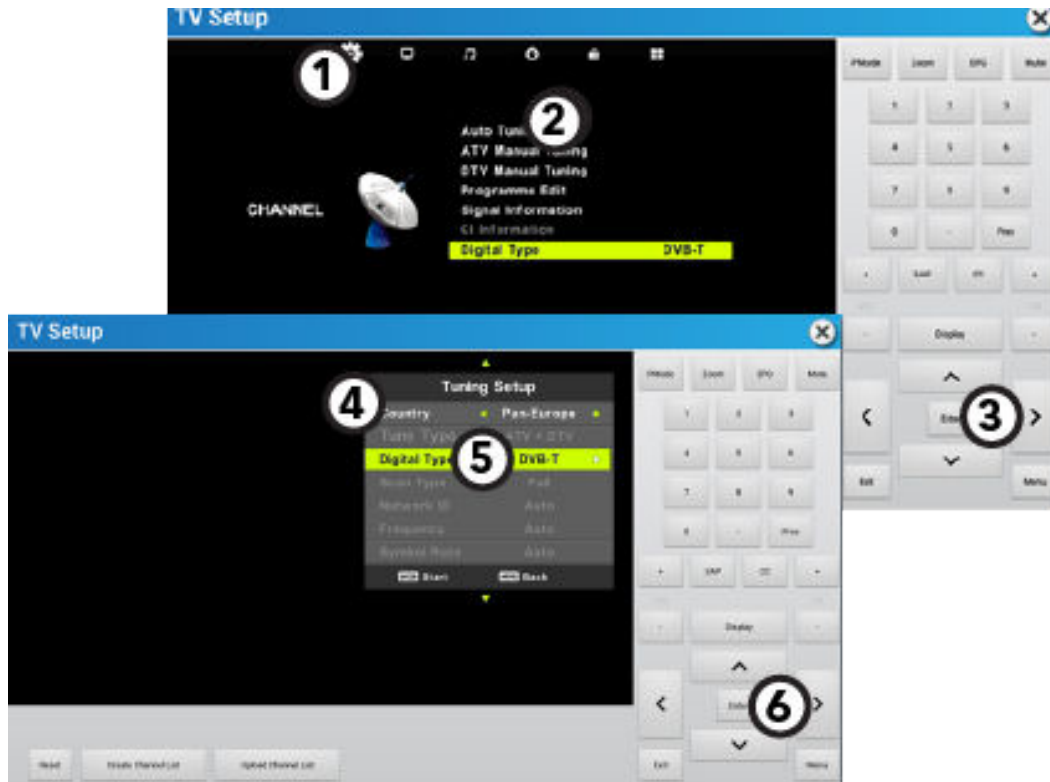 TV Setup
PMode Zoom EPG Mute
1
2
1 2 3
Auto
ATV Manual Tuning
DTV Manual Tuning
4 5 6
Programme Edit
7 8 9
CHANNEL
Signal Information
CI Information
0 - Prev
Digital Type DVB-T
TV Setup
Display
Tuning Setup
PMode Zoom EPG Mute
4
Country Pan-Europe
1 2 3
3
Tune Type ATV + DTV
5
Digital Type DVB-T
4 5 6
Scan Type Full
Exit Menu
Network ID Auto
7 8 9
Frequency Auto
0 - Prev
Symbol Rate Auto
Start Back
+ SAP CC +
- Display -
Enter
6
Reset Create Channel List Upload Channel List
Exit Menu